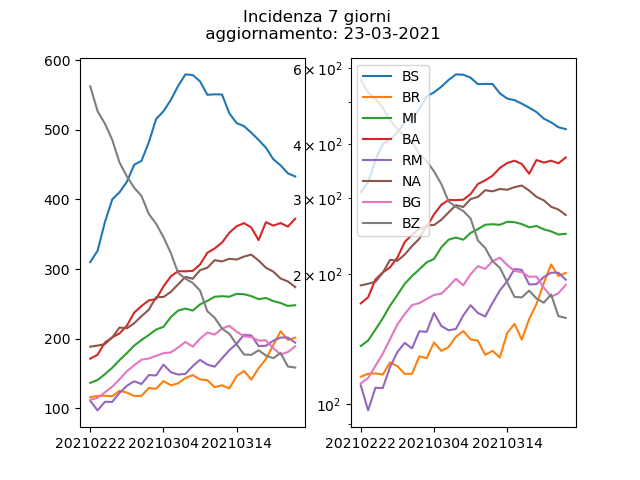 Incidenza 7 giorni
aggiornamento: 23-03-2021
600
500
400
300
200
100
20210222 20210304 20210314
6 × 10²
4 × 10²
3 × 10²
2 × 10²
10²
BS
BR
MI
BA
RM
NA
BG
BZ
20210222 20210304 20210314